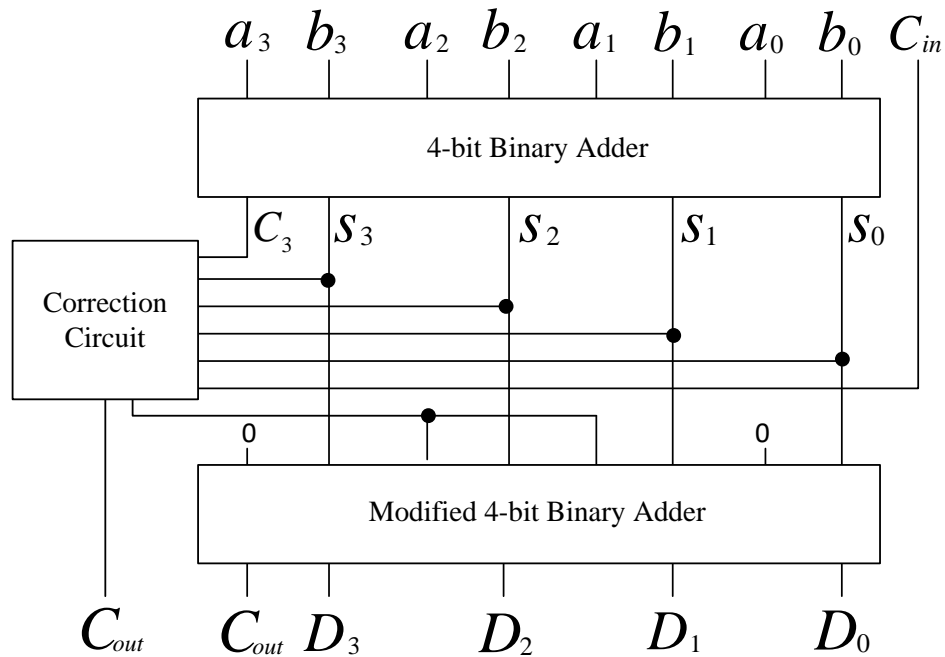 a3 b3 a2 b2 a1 b1 a0 b0 Cin
4-bit Binary Adder
C3 s3 s2 s1 s0
Correction
Circuit
0 0
Modified 4-bit Binary Adder
Cout Cout D3 D2 D1 D0